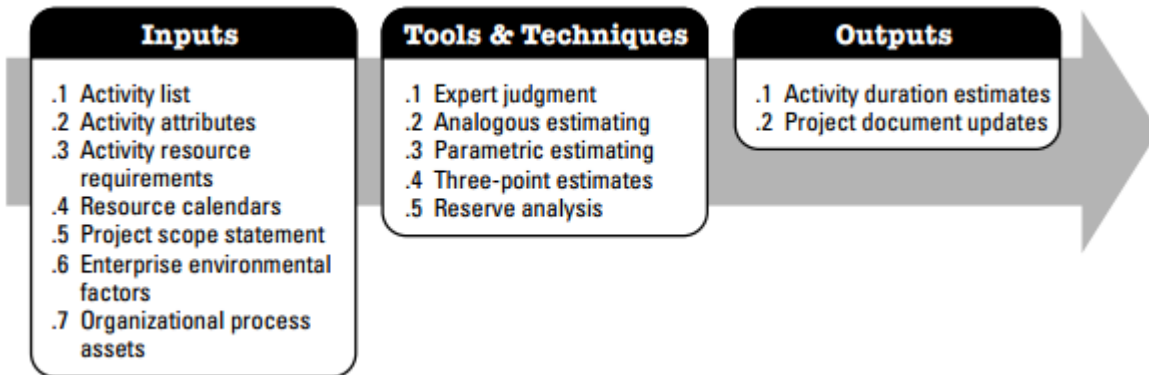 Inputs
.1 Activity list
.2 Activity attributes
.3 Activity resource
requirements
.4 Resource calendars
.5 Project scope statement
.6 Enterprise environmental
factors
.7 Organizational process
assets
Tools & Techniques
.1 Expert judgment
.2 Analogous estimating
.3 Parametric estimating
.4 Three-point estimates
.5 Reserve analysis
Outputs
.1 Activity duration estimates
.2 Project document updates